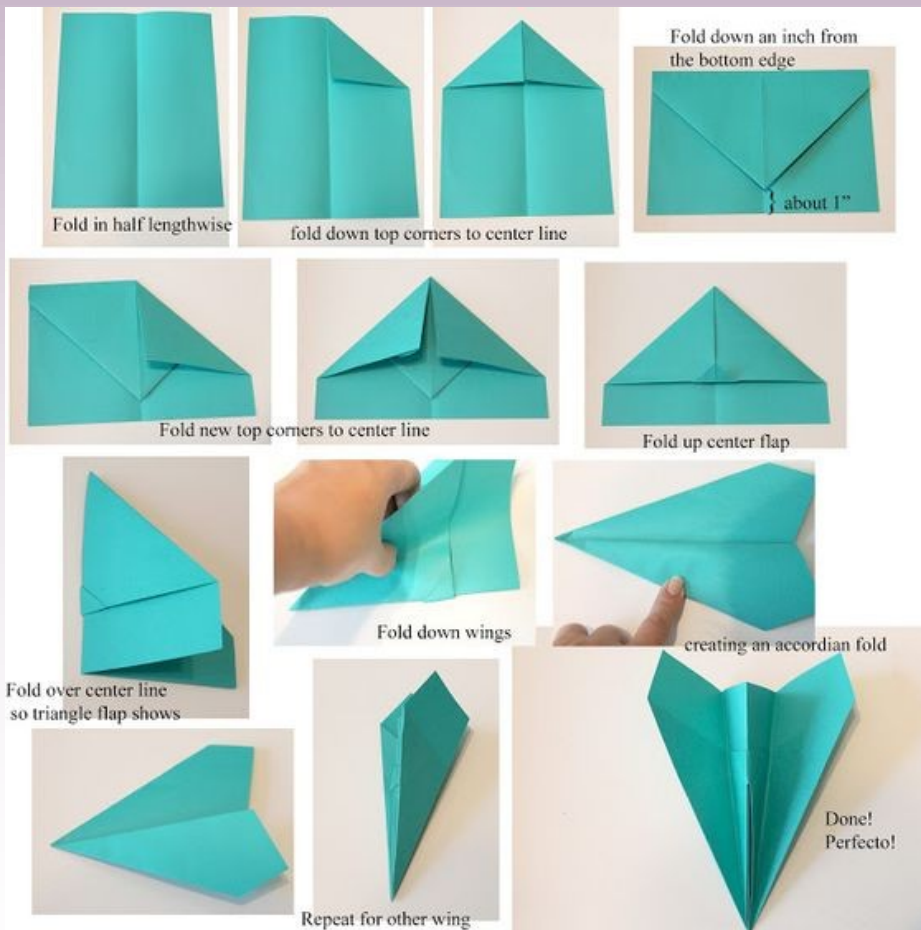 Fold in half lengthwise
fold down top corners to center line
Fold down an inch from
the bottom edge
about 1”
Fold new top corners to center line
Fold up center flap
Fold over center line
so triangle flap shows
Fold down wings
creating an accordian fold
Repeat for other wing
Done!
Perfecto!